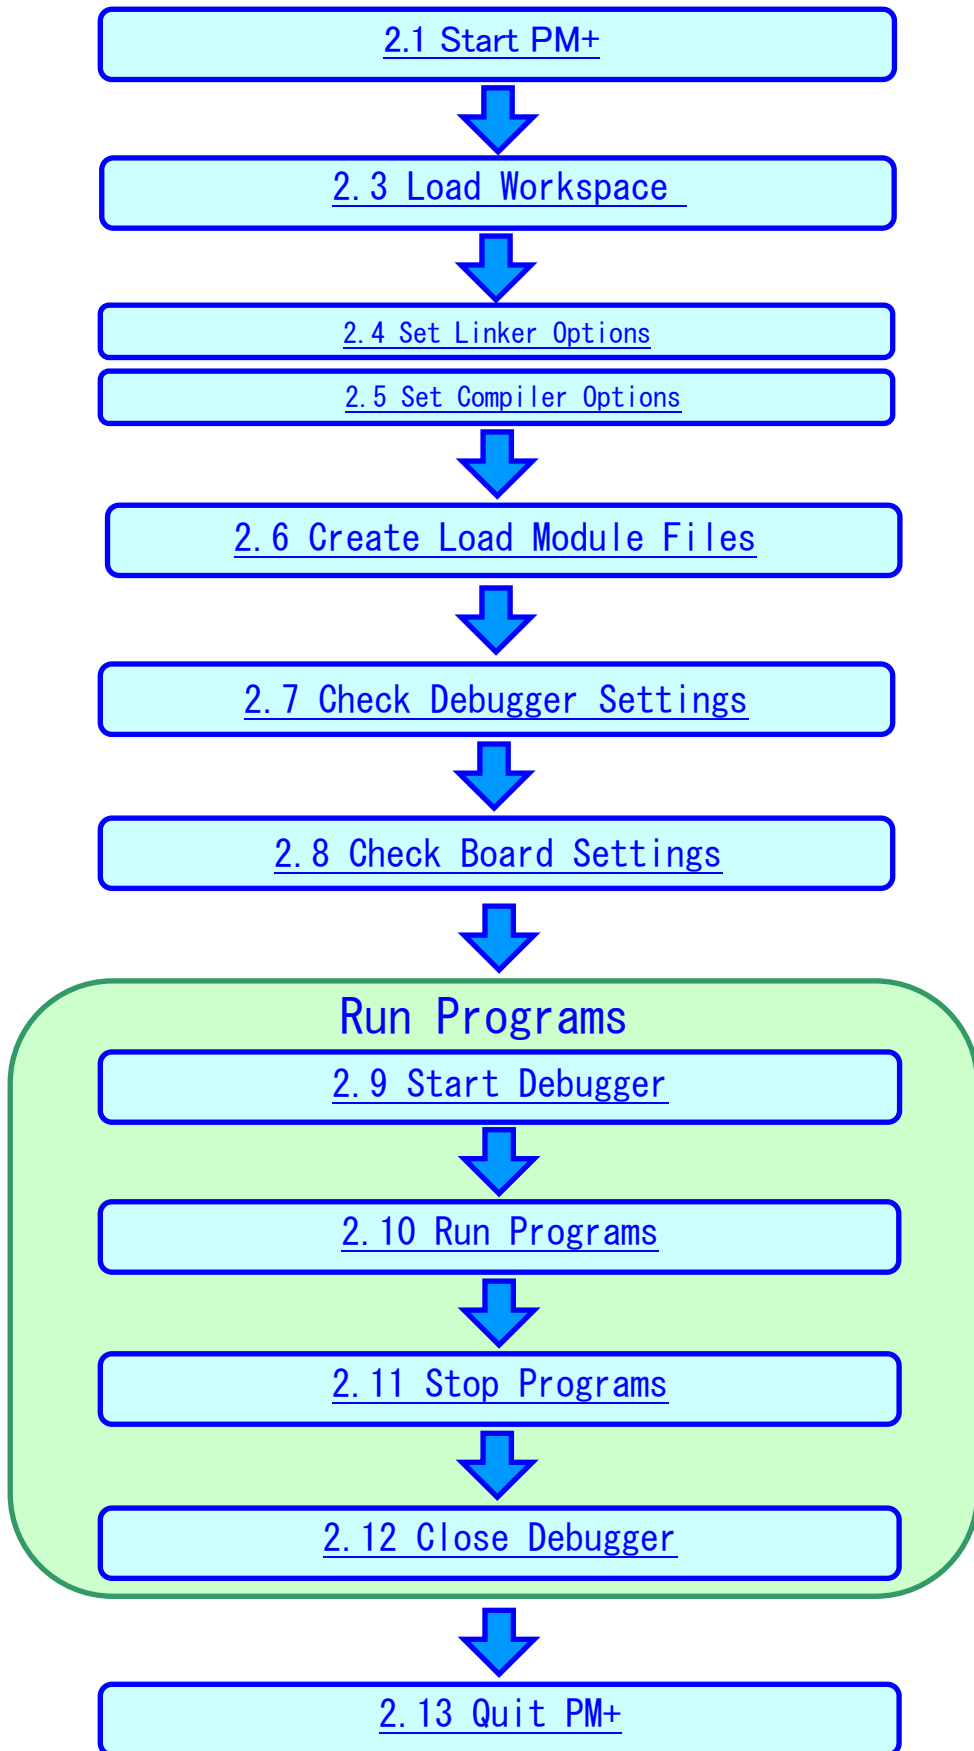 2.1 Start PM+
2.3 Load Workspace
2.4 Set Linker Options
2.5 Set Compiler Options
2.6 Create Load Module Files
2.7 Check Debugger Settings
2.8 Check Board Settings
Run Programs
2.9 Start Debugger
2.10 Run Programs
2.11 Stop Programs
2.12 Close Debugger
2.13 Quit PM+